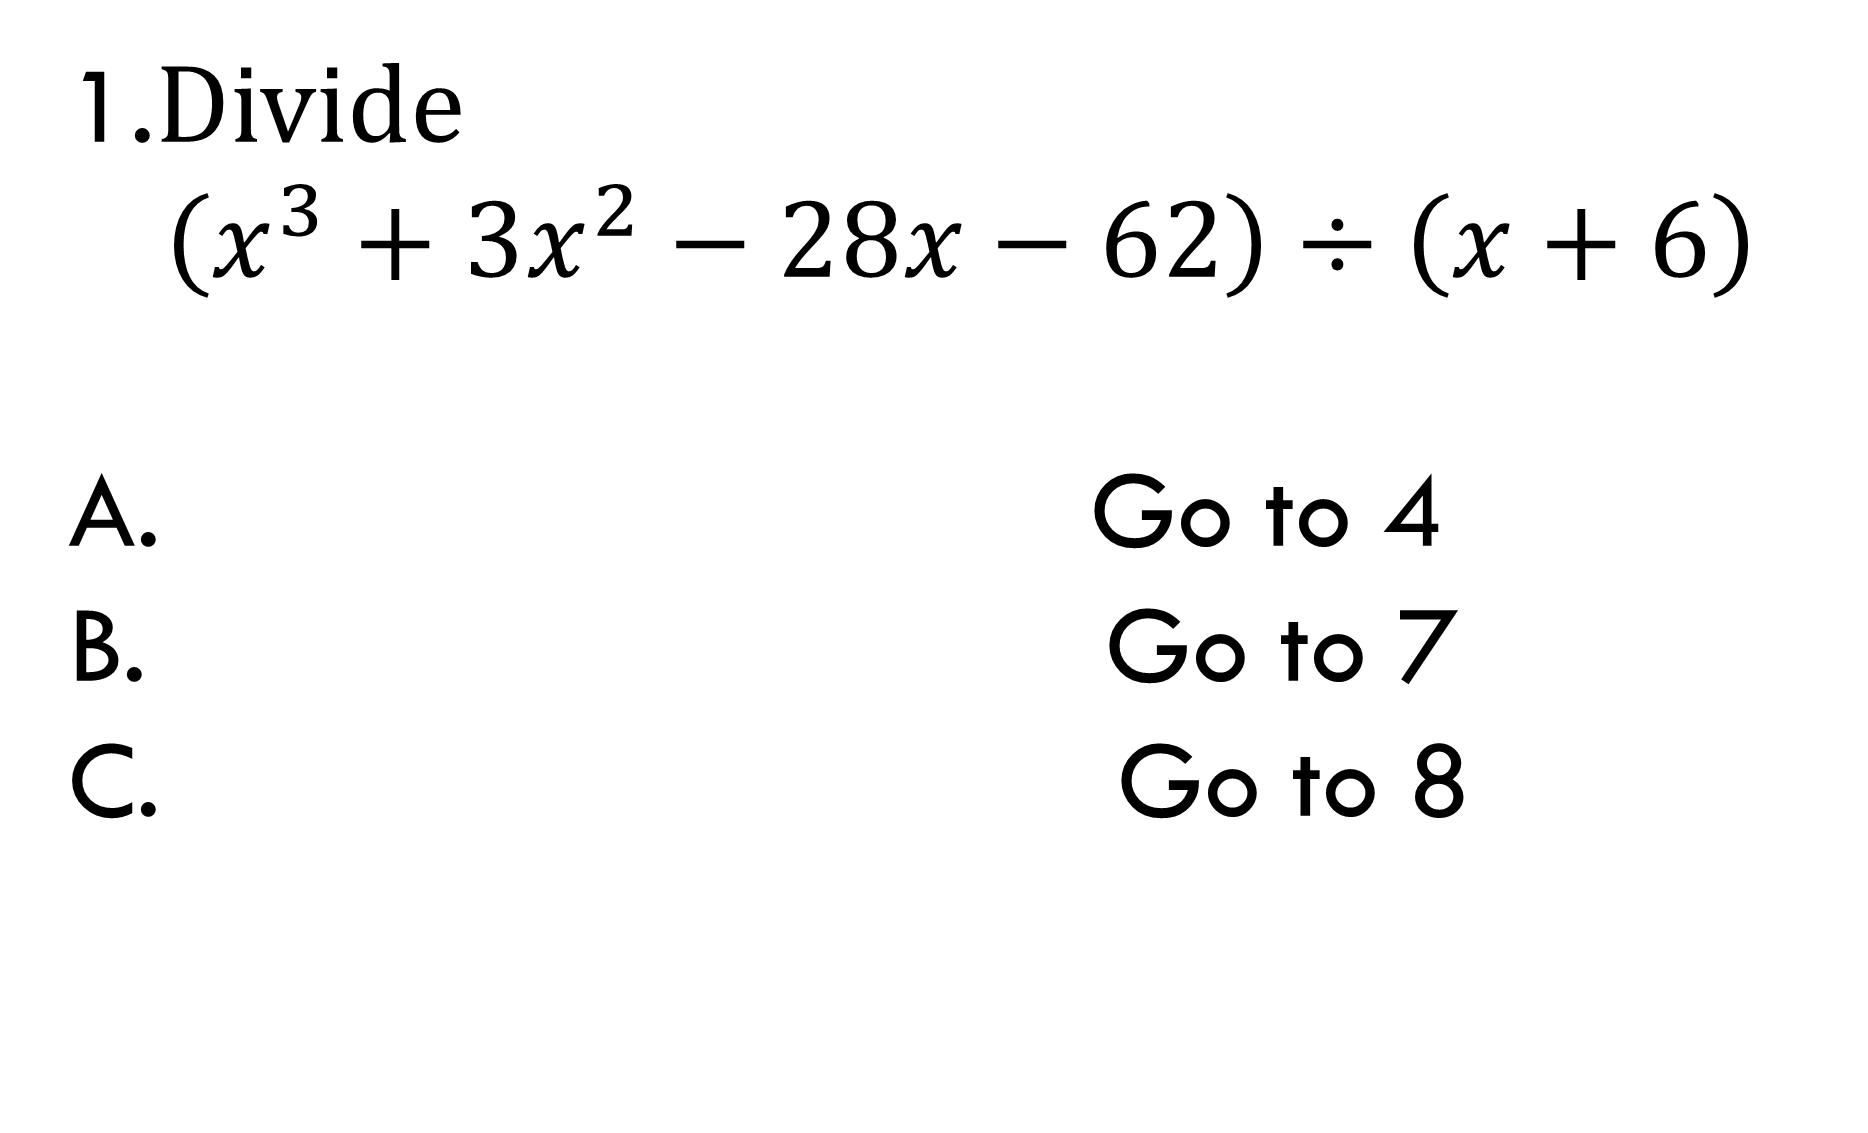 1.Divide
(x³ + 3x² − 28x − 62) ÷ (x + 6)
A. Go to 4
B. Go to 7
C. Go to 8